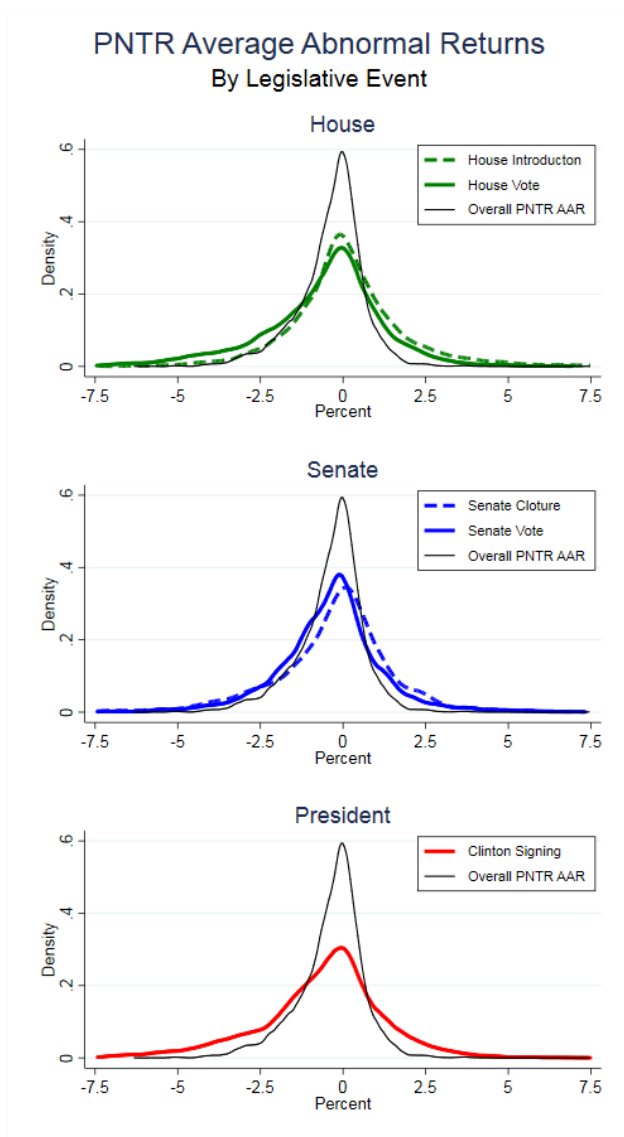 PNTR Average Abnormal Returns
By Legislative Event
House
House Introducton
House Vote
Overall PNTR AAR
Density
0 .2 .4 .6
-7.5 -5 -2.5 0 2.5 5 7.5
Percent
Senate
Senate Cloture
Senate Vote
Overall PNTR AAR
Density
0 .2 .4 .6
-7.5 -5 -2.5 0 2.5 5 7.5
Percent
President
Clinton Signing
Overall PNTR AAR
Density
0 .2 .4 .6
-7.5 -5 -2.5 0 2.5 5 7.5
Percent